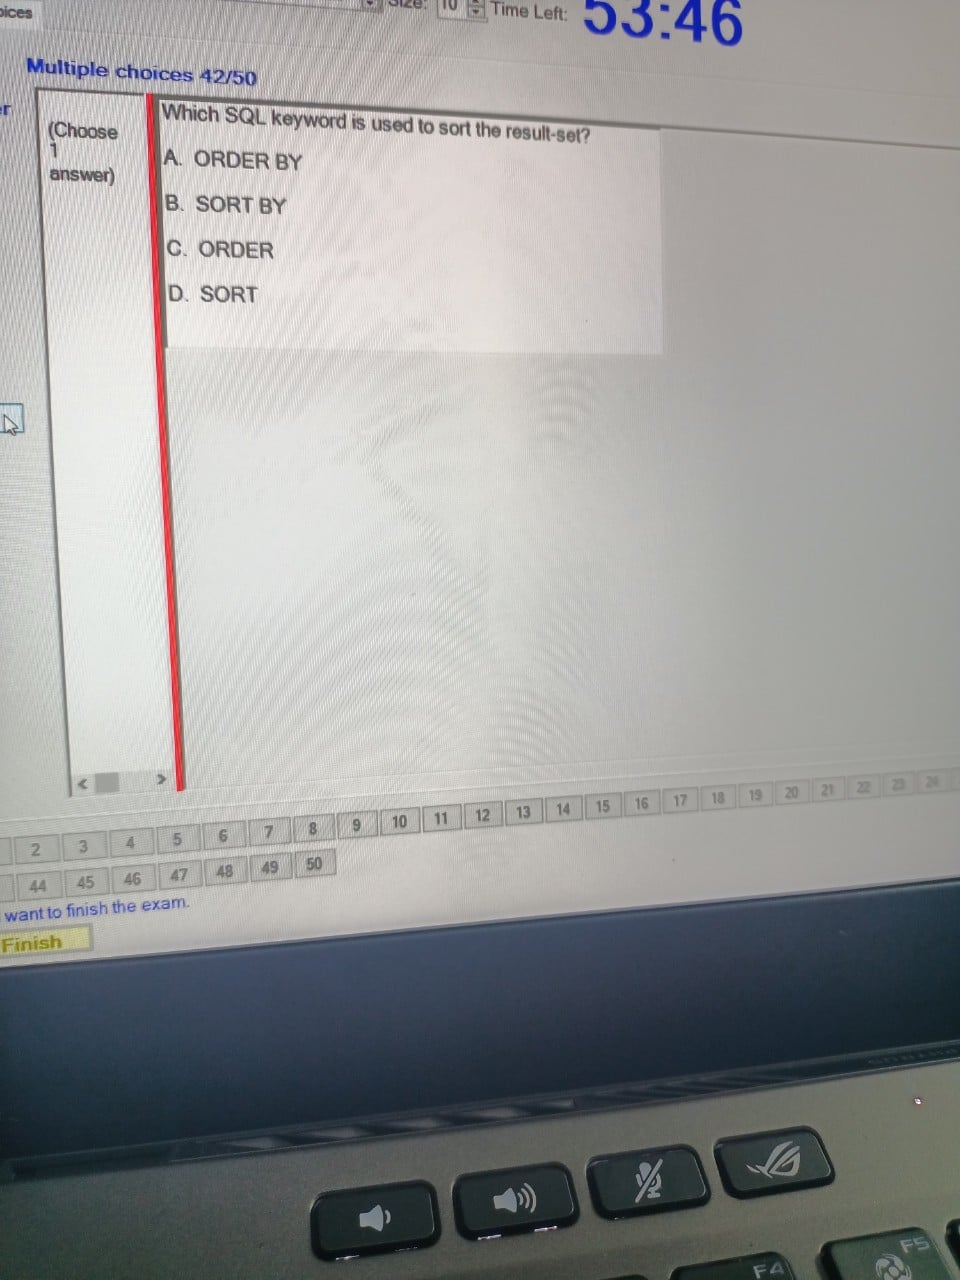 oices
Size: 10 Time Left: 53:46
Multiple choices 42/50
er
(Choose
1
answer)
Which SQL keyword is used to sort the result-set?
A. ORDER BY
B. SORT BY
C. ORDER
D. SORT
2 3 4 5 6 7 8 9 10 11 12 13 14 15 16 17 18 19 20 21 22 23 24
44 45 46 47 48 49 50
want to finish the exam.
Finish
F4 F5